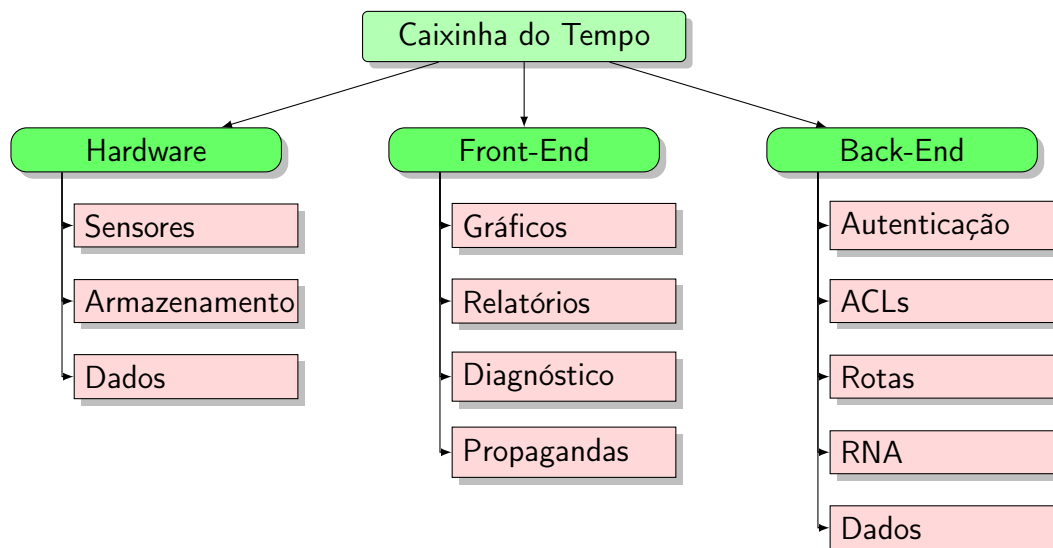 Caixinha do Tempo
Hardware
Sensores
Armazenamento
Dados
Front-End
Gráficos
Relatórios
Diagnóstico
Propagandas
Back-End
Autenticação
ACLs
Rotas
RNA
Dados